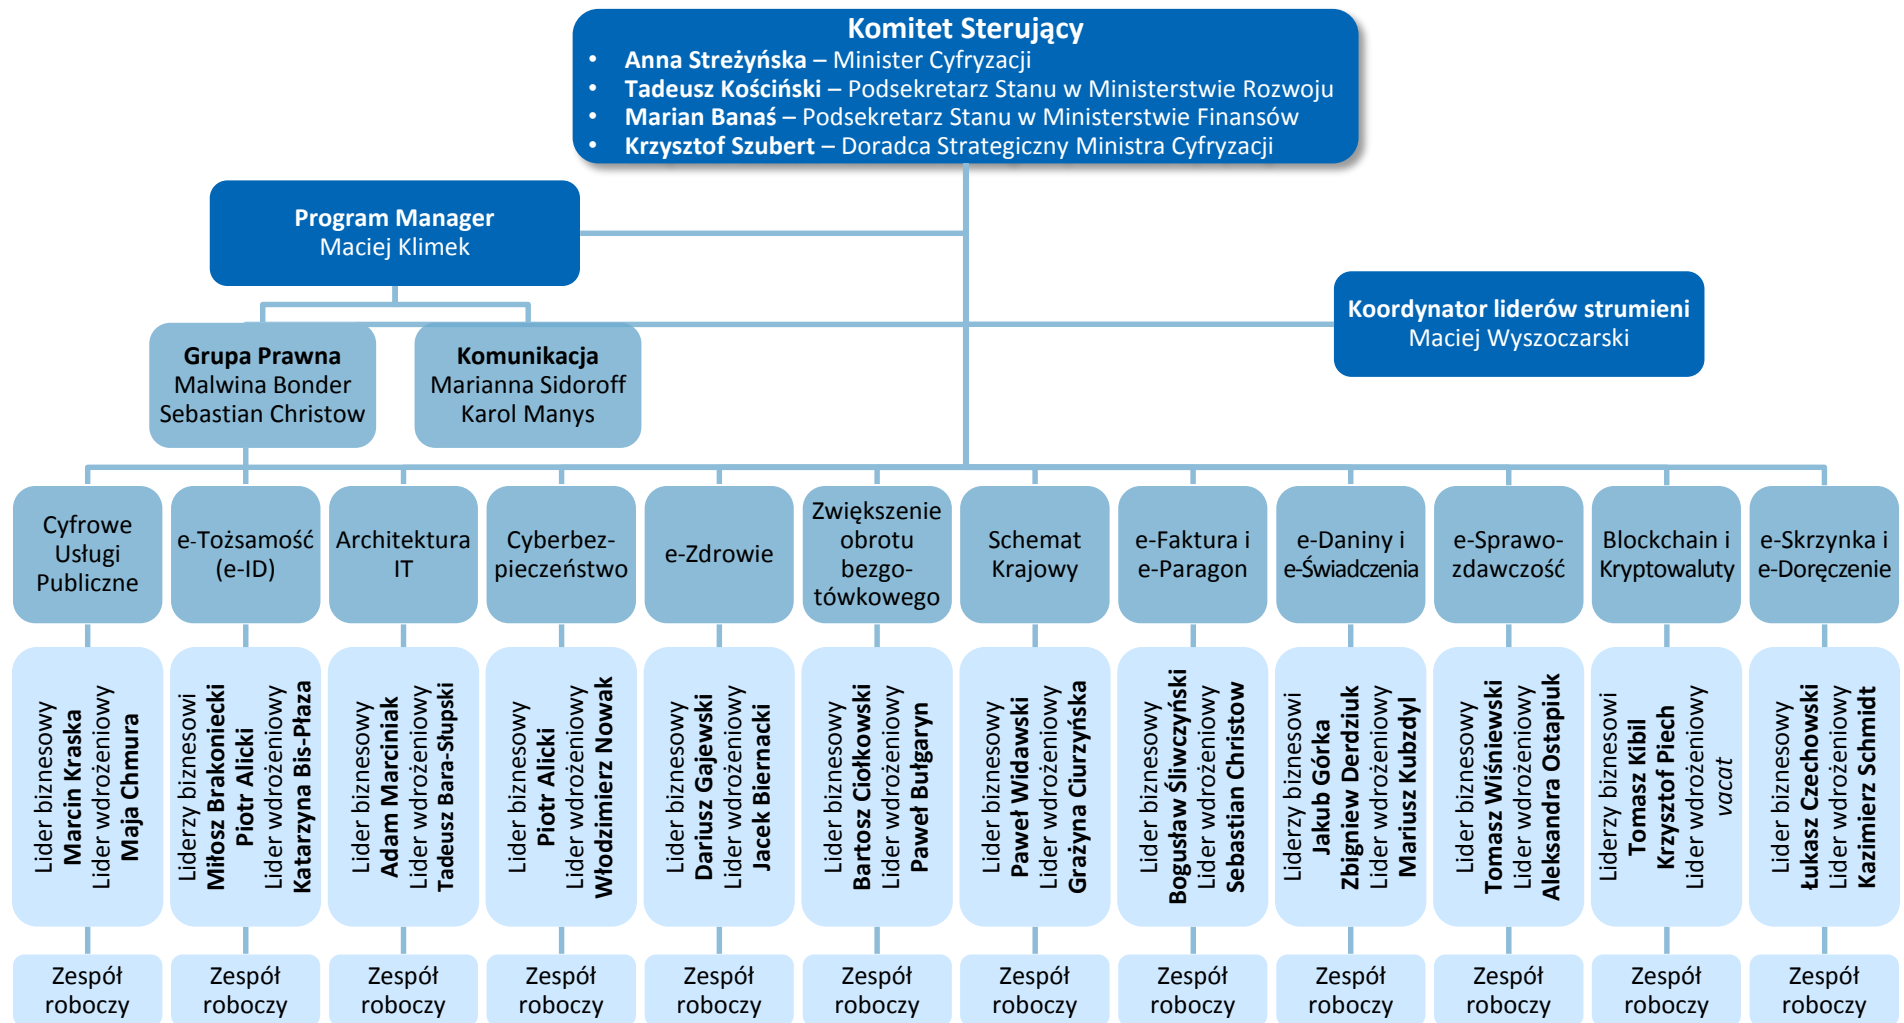 Komitet Sterujący
• Anna Streżyńska – Minister Cyfryzacji
• Tadeusz Kościński – Podsekretarz Stanu w Ministerstwie Rozwoju
• Marian Banaś – Podsekretarz Stanu w Ministerstwie Finansów
• Krzysztof Szubert – Doradca Strategiczny Ministra Cyfryzacji
Program Manager
Maciej Klimek
Koordynator liderów strumieni
Maciej Wyszoczarski
Grupa Prawna
Malwina Bonder
Sebastian Christow
Komunikacja
Marianna Sidoroff
Karol Manys
Cyfrowe
Usługi
Publiczne
e-Tożsamość
(e-ID)
Architektura
IT
Cyberbez-
pieczeństwo
e-Zdrowie
Zwiększenie
obrotu
bezgo-
tówkowego
Schemat
Krajowy
e-Faktura i
e-Paragon
e-Daniny i
e-Świadczenia
e-Sprawo-
zdawczość
Blockchain i
Kryptowaluty
e-Skrzynka i
e-Doręczenie
Lider biznesowy
Marcin Kraska
Lider wdrożeniowy
Maja Chmura
Liderzy biznesowi
Miłosz Brakoniecki
Piotr Alicki
Lider wdrożeniowy
Katarzyna Bis-Płaza
Lider biznesowy
Adam Marciniak
Lider wdrożeniowy
Tadeusz Bara-Słupski
Lider biznesowy
Piotr Alicki
Lider wdrożeniowy
Włodzimierz Nowak
Lider biznesowy
Dariusz Gajewski
Lider wdrożeniowy
Jacek Biernacki
Lider biznesowy
Bartosz Ciołkowski
Lider wdrożeniowy
Paweł Bułgaryn
Lider biznesowy
Paweł Widawski
Lider wdrożeniowy
Grażyna Ciurzyńska
Lider biznesowy
Bogusław Śliwczyński
Lider wdrożeniowy
Sebastian Christow
Liderzy biznesowi
Jakub Górka
Zbigniew Derdziuk
Lider wdrożeniowy
Mariusz Kubzdyl
Lider biznesowy
Tomasz Wiśniewski
Lider wdrożeniowy
Aleksandra Ostapiuk
Liderzy biznesowi
Tomasz Kibil
Krzysztof Piech
Lider wdrożeniowy
vacat
Lider biznesowy
Łukasz Czechowski
Lider wdrożeniowy
Kazimierz Schmidt
Zespół
roboczy
Zespół
roboczy
Zespół
roboczy
Zespół
roboczy
Zespół
roboczy
Zespół
roboczy
Zespół
roboczy
Zespół
roboczy
Zespół
roboczy
Zespół
roboczy
Zespół
roboczy
Zespół
roboczy